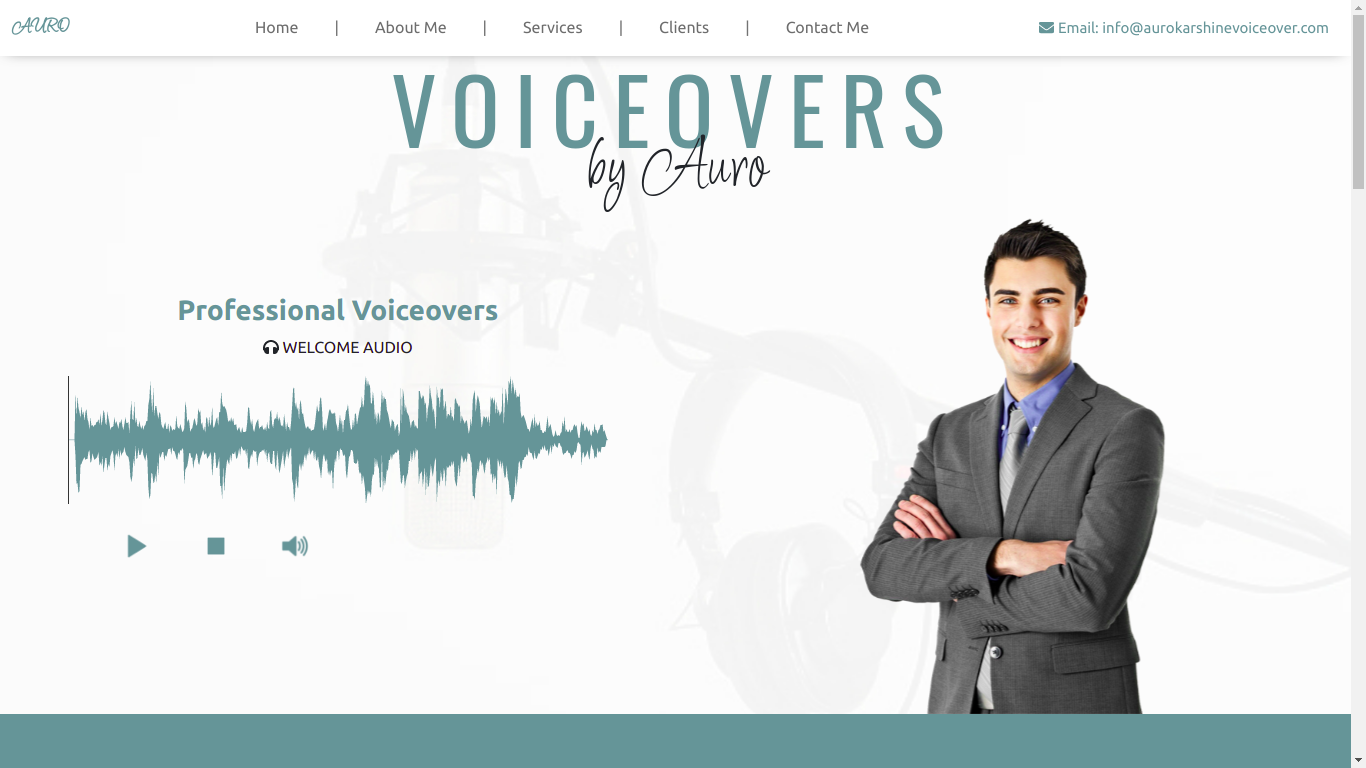 AURO
Home | About Me | Services | Clients | Contact Me
Email: info@aurokarshinevoiceover.com
VOICEOVERS
by Auro
Professional Voiceovers
WELCOME AUDIO